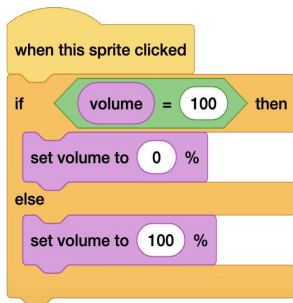 when this sprite clicked
if volume = 100 then
set volume to 0 %
else
set volume to 100 %